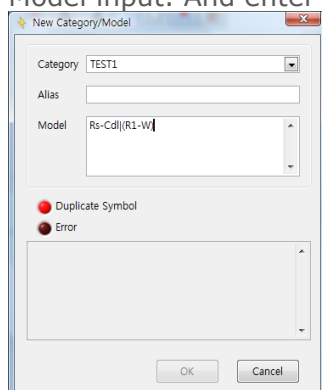 Model input. And enter
New Category/Model
Category TEST1
Alias
Model Rs-Cdl|(R1-W)
Duplicate Symbol
Error
OK Cancel